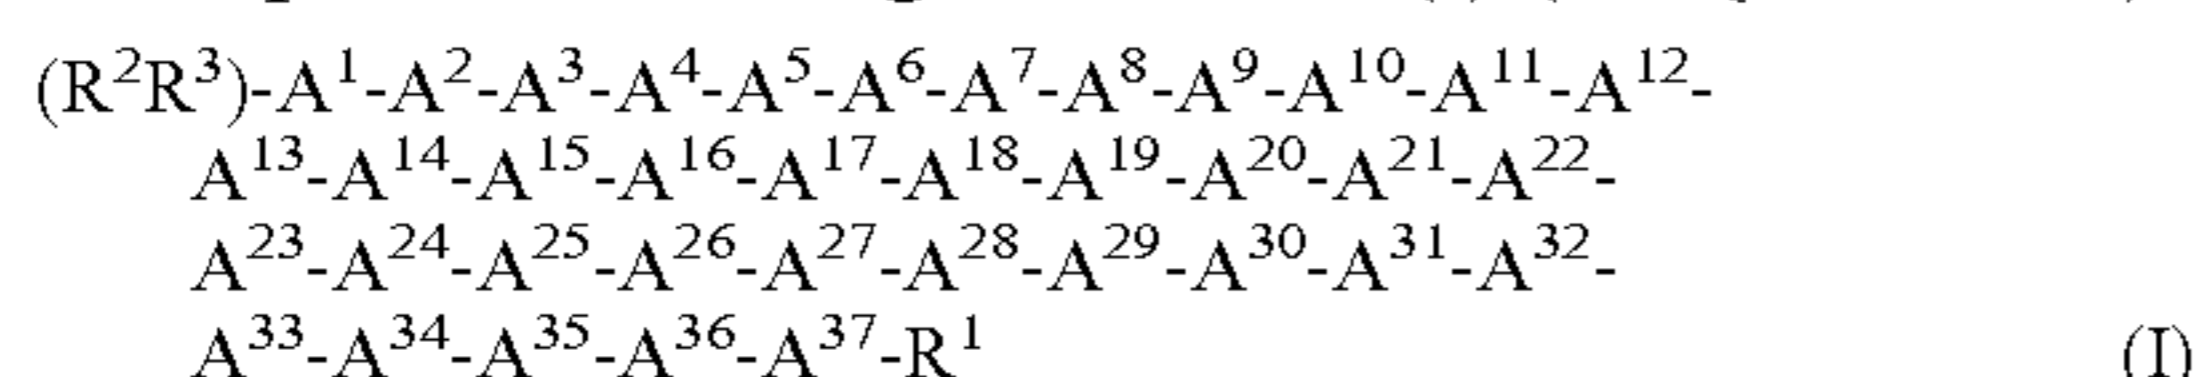 (R²R³)-A¹-A²-A³-A⁴-A⁵-A⁶-A⁷-A⁸-A⁹-A¹⁰-A¹¹-A¹²-
A¹³-A¹⁴-A¹⁵-A¹⁶-A¹⁷-A¹⁸-A¹⁹-A²⁰-A²¹-A²²-
A²³-A²⁴-A²⁵-A²⁶-A²⁷-A²⁸-A²⁹-A³⁰-A³¹-A³²-
A³³-A³⁴-A³⁵-A³⁶-A³⁷-R¹ (I)